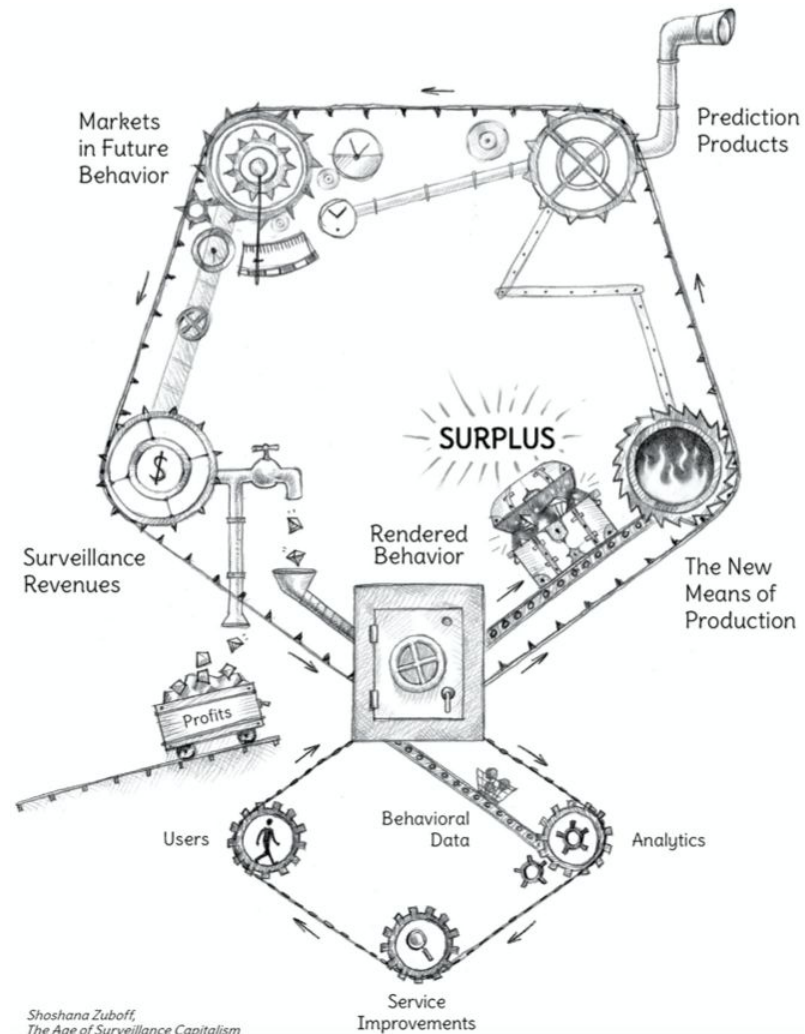 Markets
in Future
Behavior
Prediction
Products
SURPLUS
$
Rendered
Behavior
Surveillance
Revenues
The New
Means of
Production
Profits
Users
Behavioral
Data
Analytics
Service
Improvements
Shoshana Zuboff,
The Age of Surveillance Capitalism